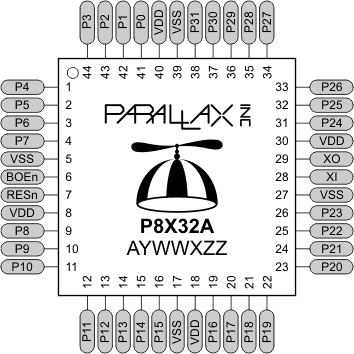 P3 P2 P1 P0 VDD VSS P31 P30 P29 P28 P27
44 43 42 41 40 39 38 37 36 35 34
P4 1
P5 2
P6 3
P7 4
VSS 5
BOEn 6
RESn 7
VDD 8
P8 9
P9 10
P10 11
PARALLAX INC
P8X32A
AYWWXZZ
33 P26
32 P25
31 P24
30 VDD
29 XO
28 XI
27 VSS
26 P23
25 P22
24 P21
23 P20
12 13 14 15 16 17 18 19 20 21 22
P11 P12 P13 P14 P15 VSS VDD P16 P17 P18 P19